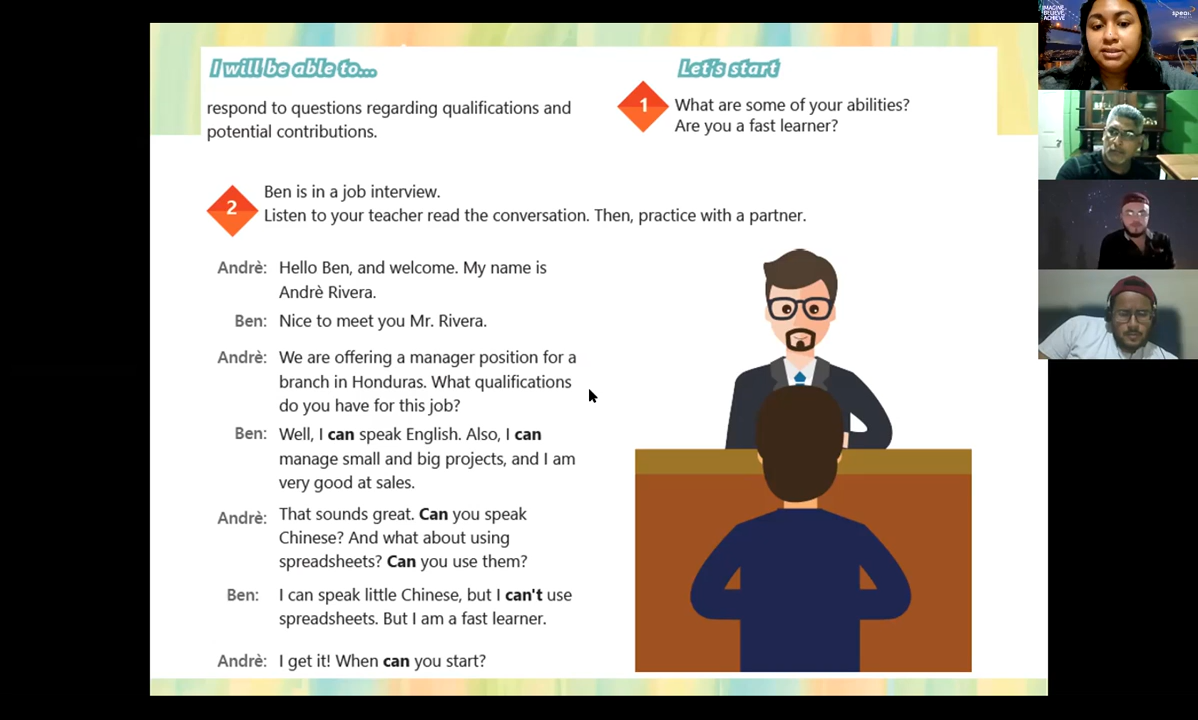 I will be able to...
respond to questions regarding qualifications and
potential contributions.
Let's start
1
What are some of your abilities?
Are you a fast learner?
2
Ben is in a job interview.
Listen to your teacher read the conversation. Then, practice with a partner.
Andrè: Hello Ben, and welcome. My name is
Andrè Rivera.
Ben: Nice to meet you Mr. Rivera.
Andrè: We are offering a manager position for a
branch in Honduras. What qualifications
do you have for this job?
Ben: Well, I can speak English. Also, I can
manage small and big projects, and I am
very good at sales.
Andrè: That sounds great. Can you speak
Chinese? And what about using
spreadsheets? Can you use them?
Ben: I can speak little Chinese, but I can't use
spreadsheets. But I am a fast learner.
Andrè: I get it! When can you start?
IMAGINE
BELIEVE
ACHIEVE
speak